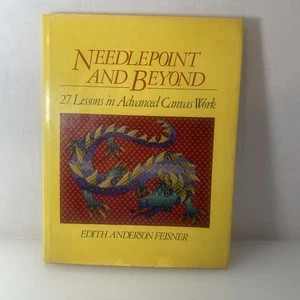 NEEDLEPOINT
AND BEYOND
27 Lessons in Advanced Canvas Work
EDITH ANDERSON FEISNER